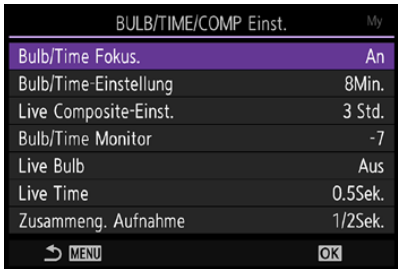 BULB/TIME/COMP Einst. My
Bulb/Time Fokus. An
Bulb/Time-Einstellung 8Min.
Live Composite-Einst. 3 Std.
Bulb/Time Monitor -7
Live Bulb Aus
Live Time 0.5Sek.
Zusammeng. Aufnahme 1/2Sek.
MENU OK